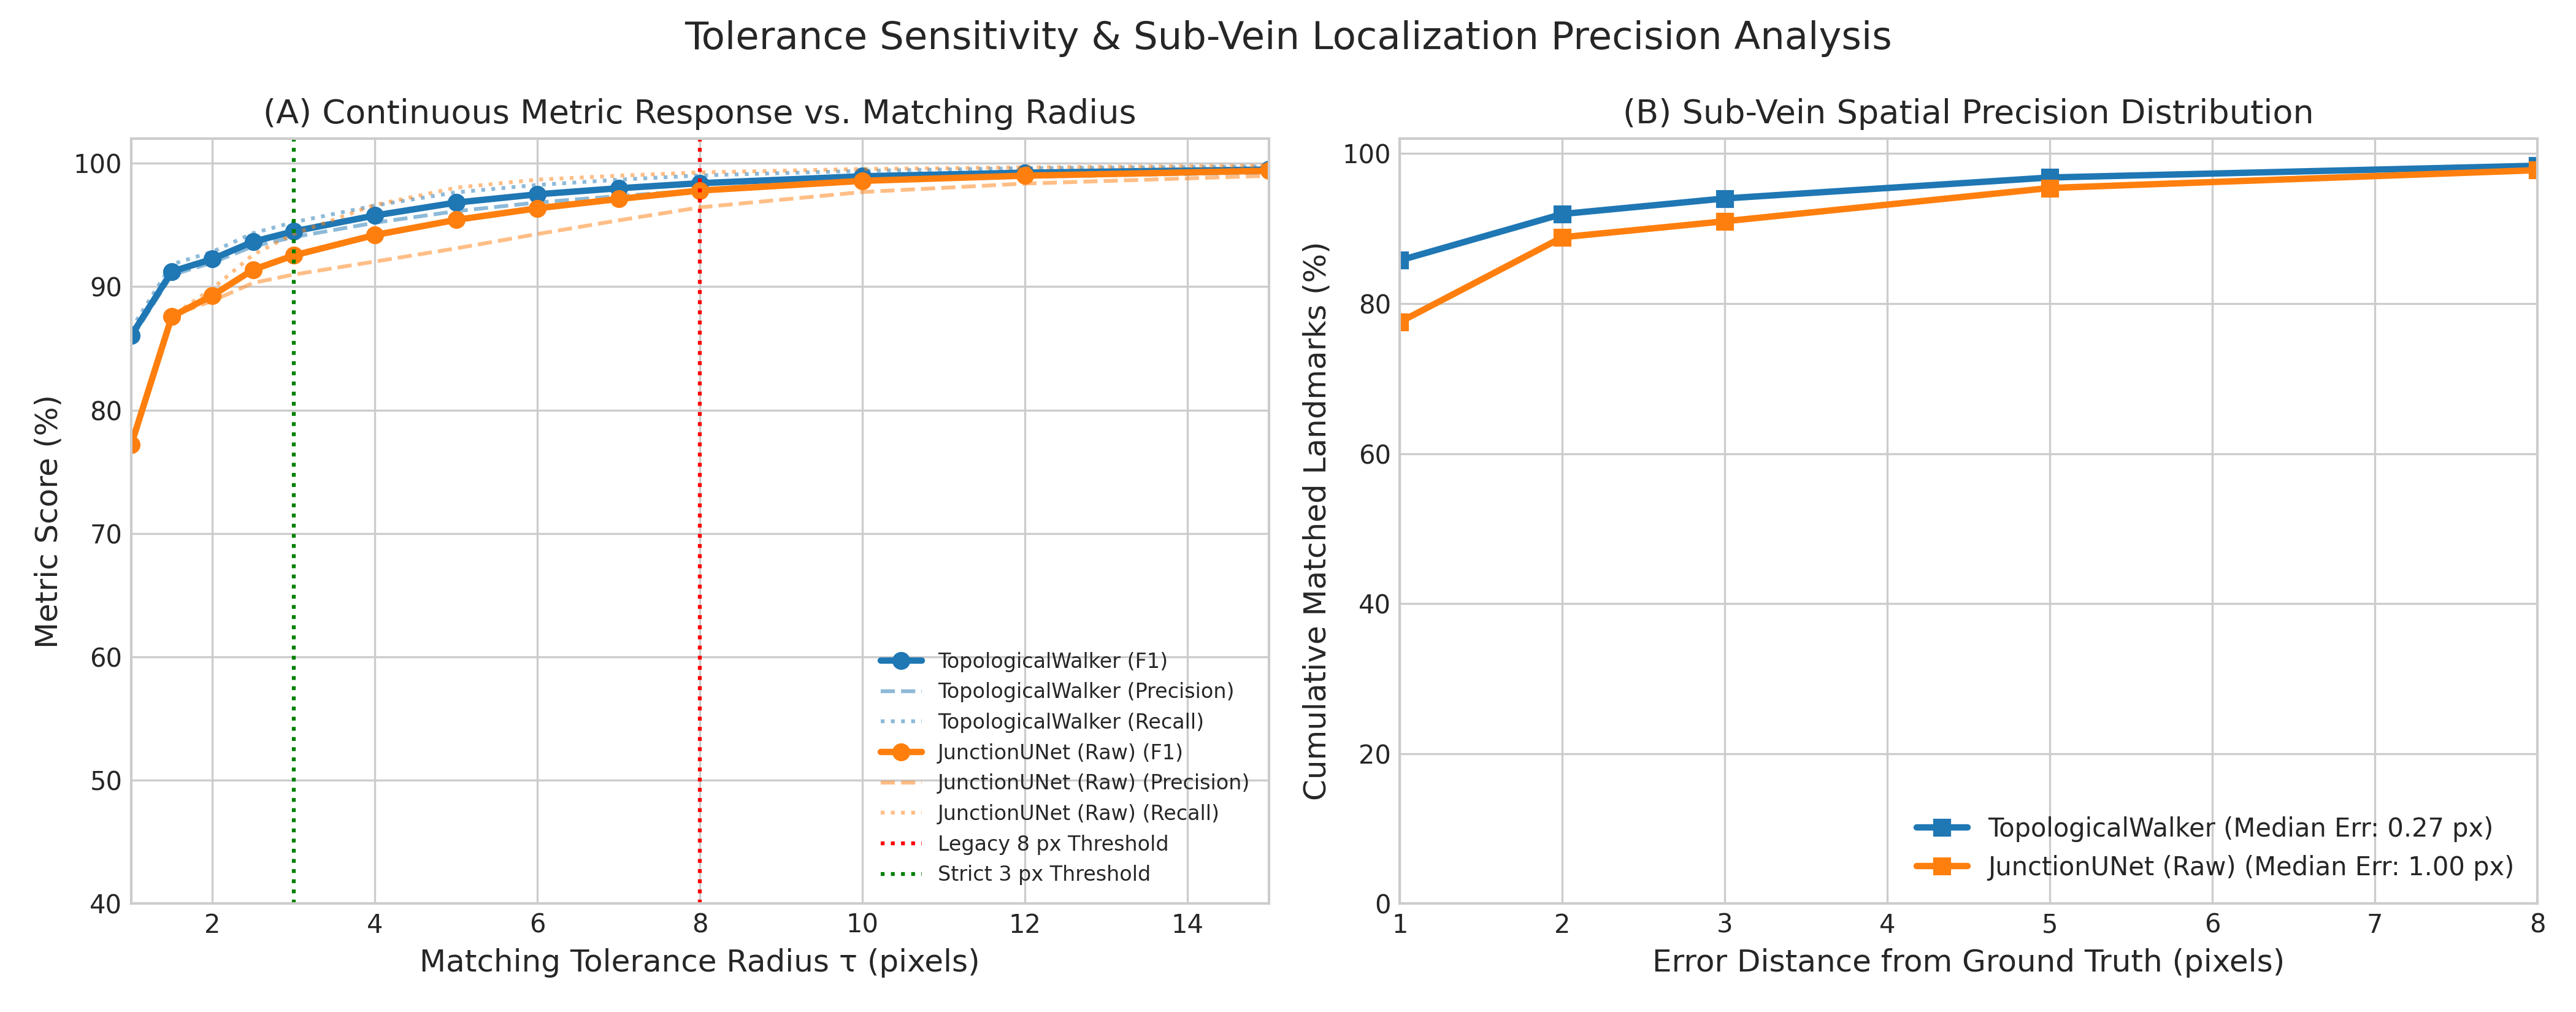 Tolerance Sensitivity & Sub-Vein Localization Precision Analysis
(A) Continuous Metric Response vs. Matching Radius
Metric Score (%)
100
90
80
70
60
50
40
2
4
6
8
10
12
14
Matching Tolerance Radius τ (pixels)
TopologicalWalker (F1)
TopologicalWalker (Precision)
TopologicalWalker (Recall)
JunctionUNet (Raw) (F1)
JunctionUNet (Raw) (Precision)
JunctionUNet (Raw) (Recall)
Legacy 8 px Threshold
Strict 3 px Threshold
(B) Sub-Vein Spatial Precision Distribution
Cumulative Matched Landmarks (%)
100
80
60
40
20
0
1
2
3
4
5
6
7
8
Error Distance from Ground Truth (pixels)
TopologicalWalker (Median Err: 0.27 px)
JunctionUNet (Raw) (Median Err: 1.00 px)